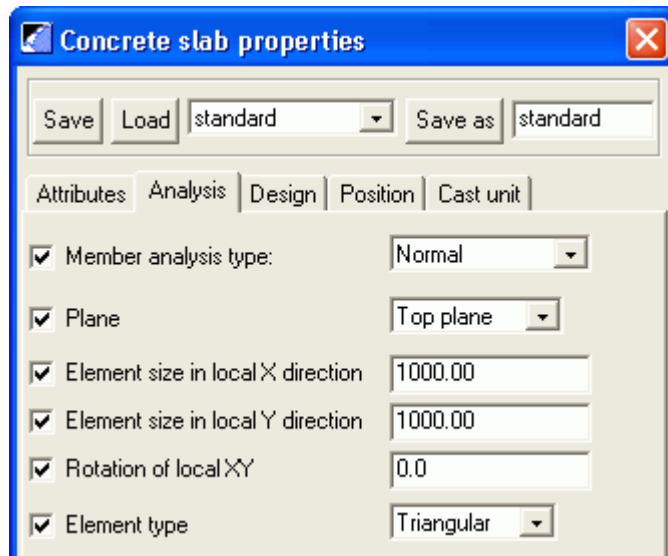 Concrete slab properties
Save Load standard Save as standard
Attributes Analysis Design Position Cast unit
Member analysis type: Normal
Plane Top plane
Element size in local X direction 1000.00
Element size in local Y direction 1000.00
Rotation of local XY 0.0
Element type Triangular